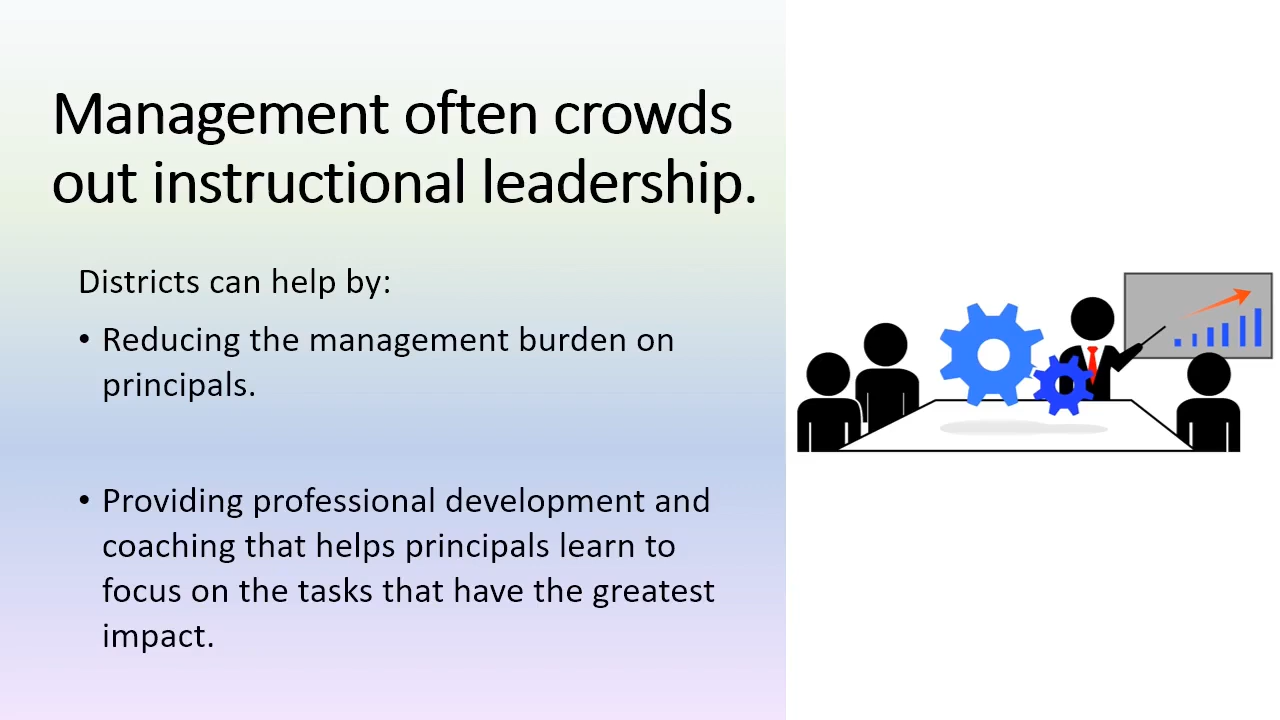 Management often crowds
out instructional leadership.
Districts can help by:
• Reducing the management burden on
principals.
• Providing professional development and
coaching that helps principals learn to
focus on the tasks that have the greatest
impact.